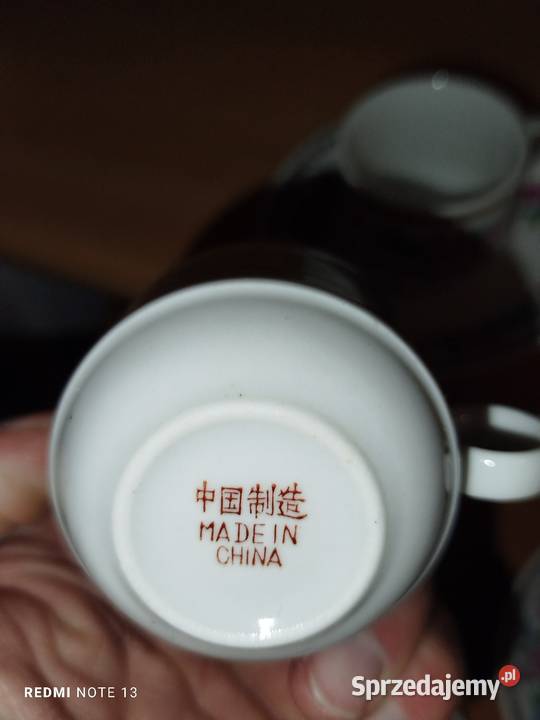 中国制造
MADE IN
CHINA
REDMI NOTE 13
Sprzedajemy.pl